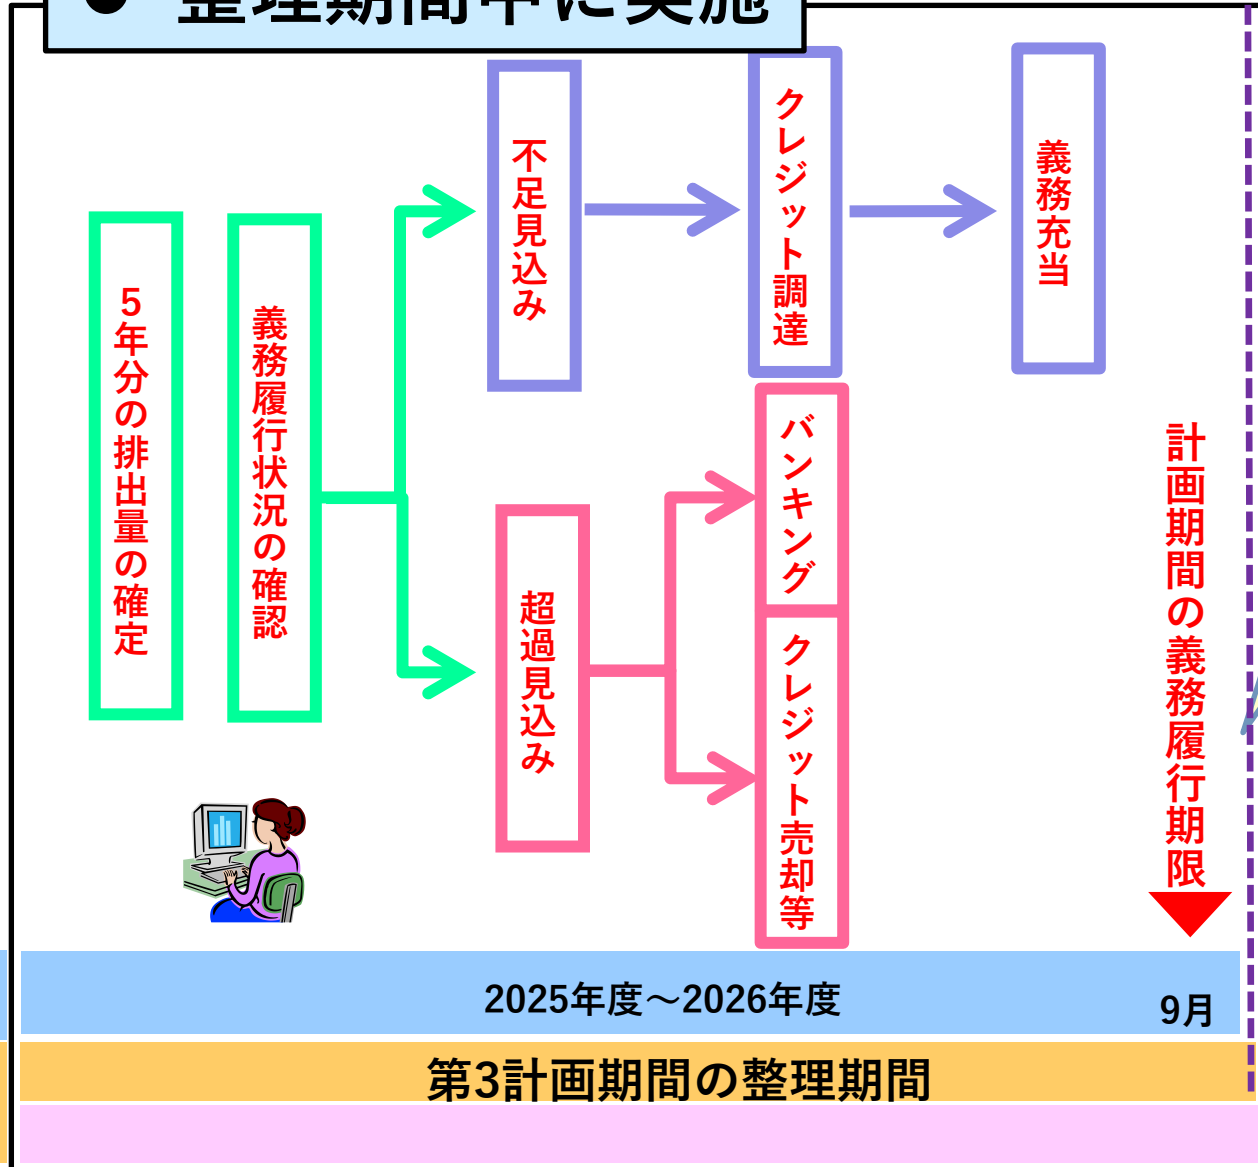 ● 整理期間中に実施
5年分の排出量の確定
義務履行状況の確認
不足見込み
クレジット調達
義務充当
超過見込み
バンキング
クレジット売却等
計画期間の義務履行期限
2025年度～2026年度
9月
第3計画期間の整理期間